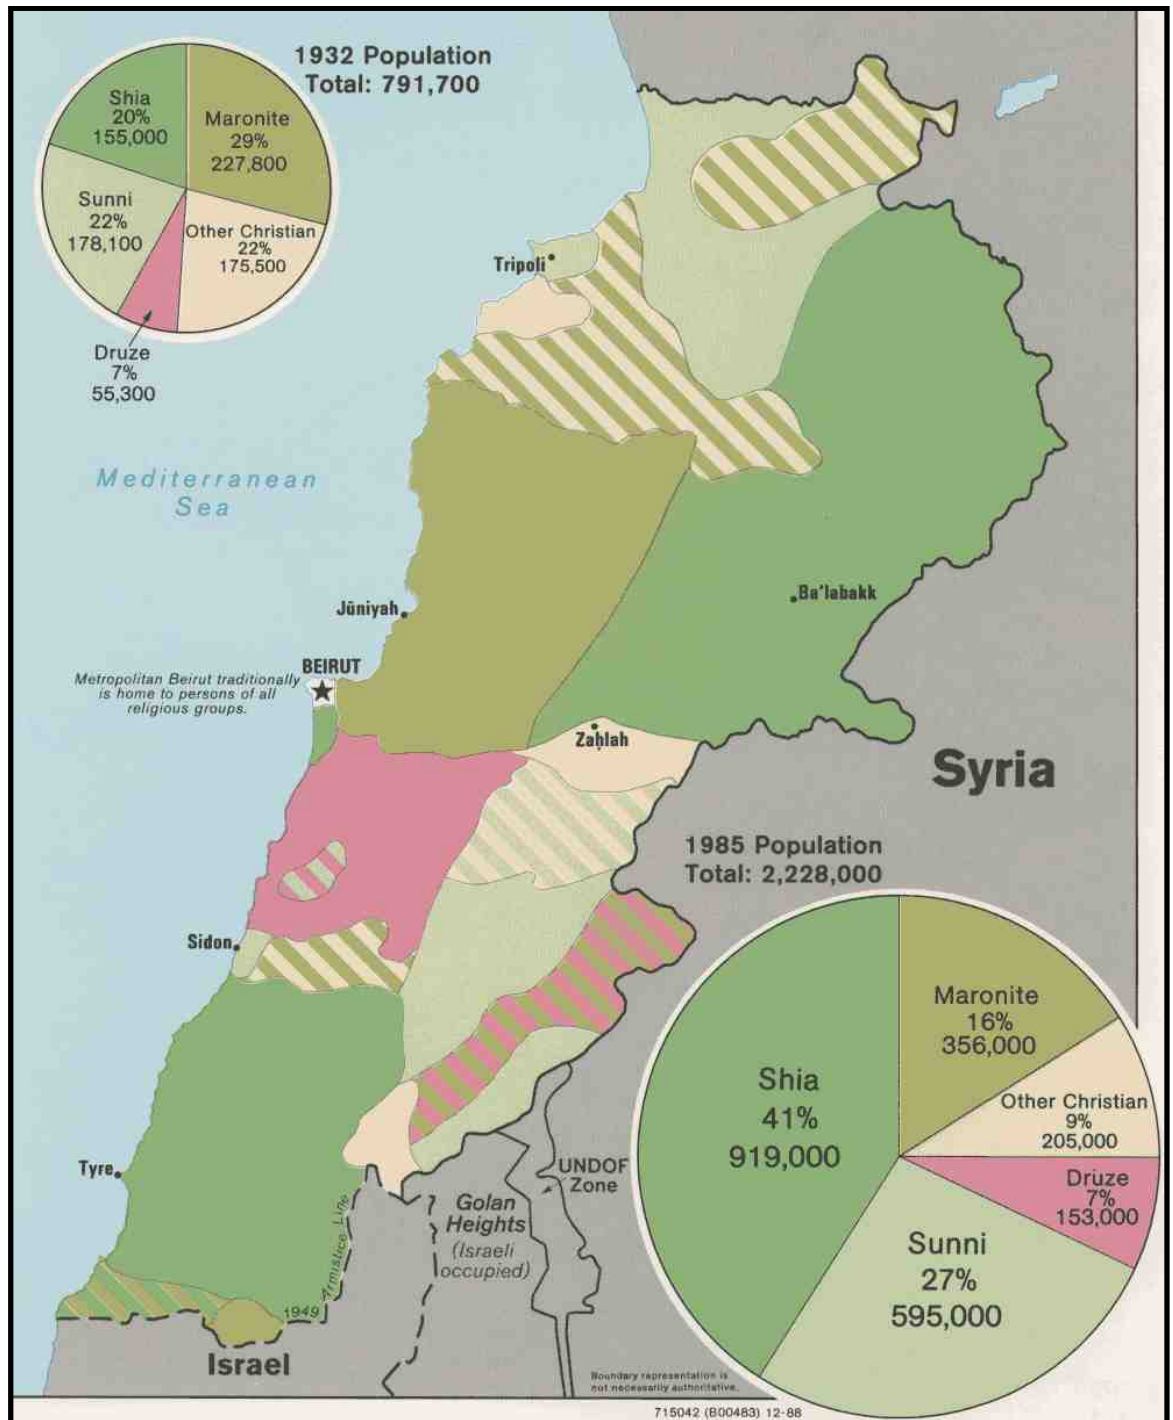 1932 Population
Total: 791,700
Shia
20%
155,000
Maronite
29%
227,800
Sunni
22%
178,100
Other Christian
22%
175,500
Druze
7%
55,300
Tripoli
Mediterranean
Sea
Jūniyah
Ba'labakk
BEIRUT
Metropolitan Beirut traditionally
is home to persons of all
religious groups.
Zaḥlah
Syria
1985 Population
Total: 2,228,000
Sidon
Maronite
16%
356,000
Shia
41%
919,000
Other Christian
9%
205,000
Druze
7%
153,000
Sunni
27%
595,000
Tyre
UNDOF
Zone
Golan
Heights
(Israeli
occupied)
1949 Armistice Line
Israel
Boundary representation is
not necessarily authoritative.
715042 (B00483) 12-88